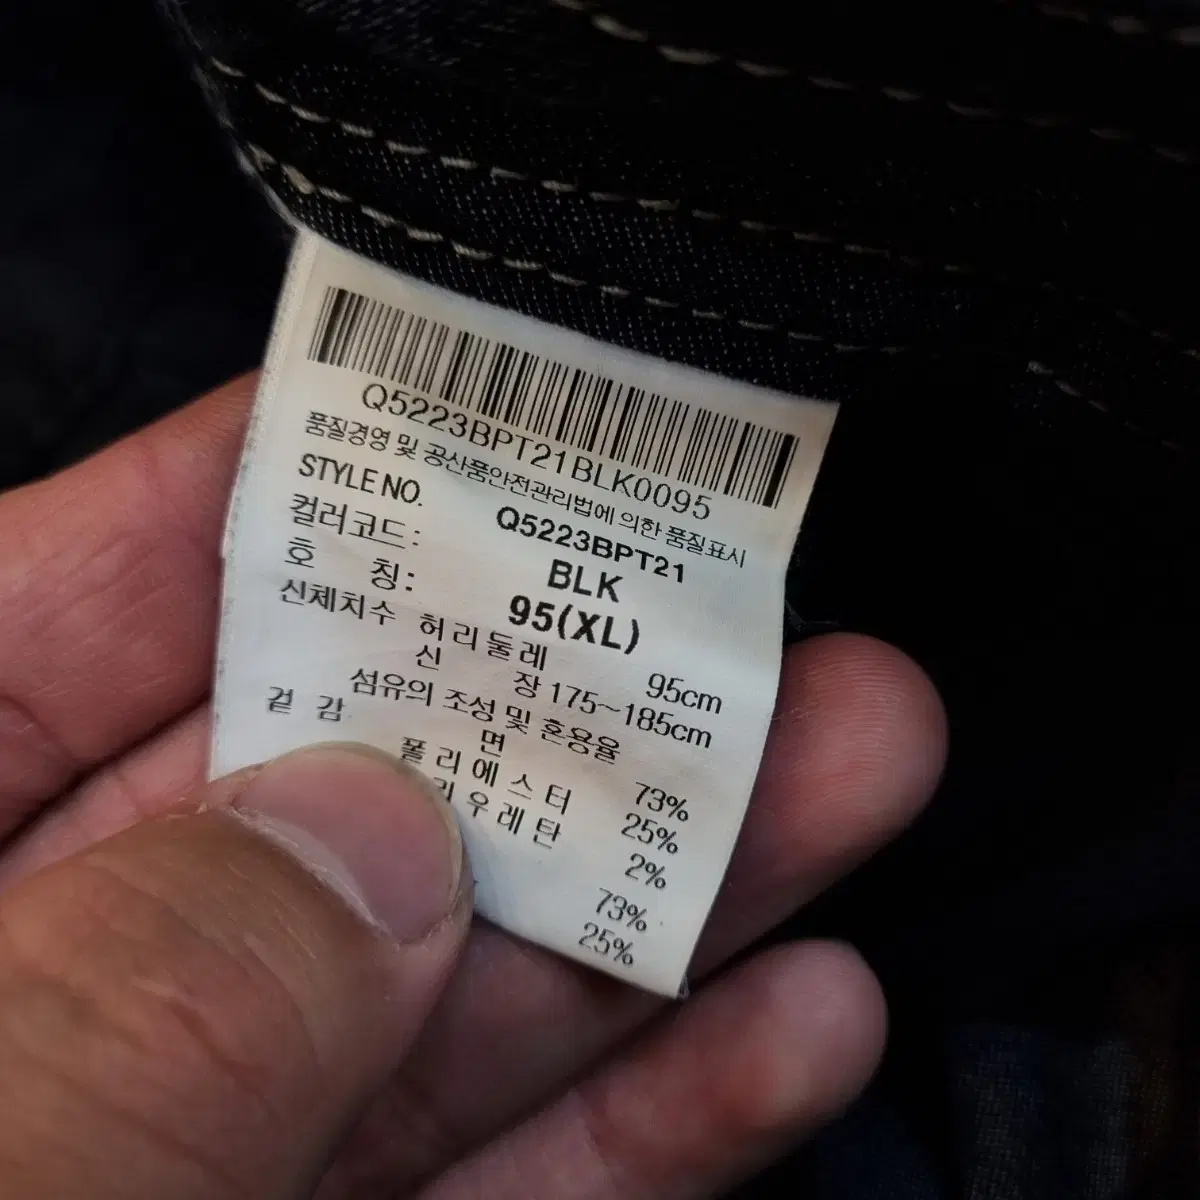 Q5223BPT21BLK0095
품질경영 및 공산품안전관리법에 의한 품질표시
STYLE NO. Q5223BPT21
컬러코드: BLK
호 칭: 95(XL)
신체치수 허리둘레 95cm
신 장 175~185cm
섬유의 조성 및 혼용율
겉 감 면 73%
폴리에스터 25%
리우레탄 2%
73%
25%